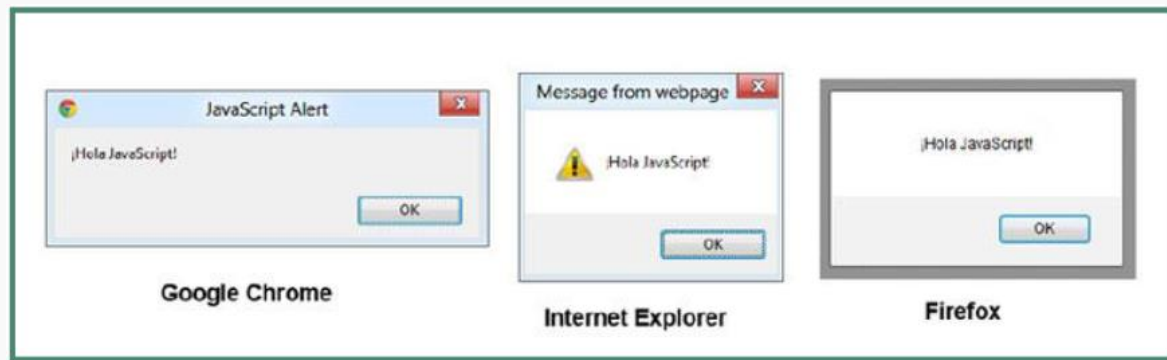 JavaScript Alert
¡Hola JavaScript!
OK
Google Chrome
Message from webpage
¡Hola JavaScript!
OK
Internet Explorer
¡Hola JavaScript!
OK
Firefox